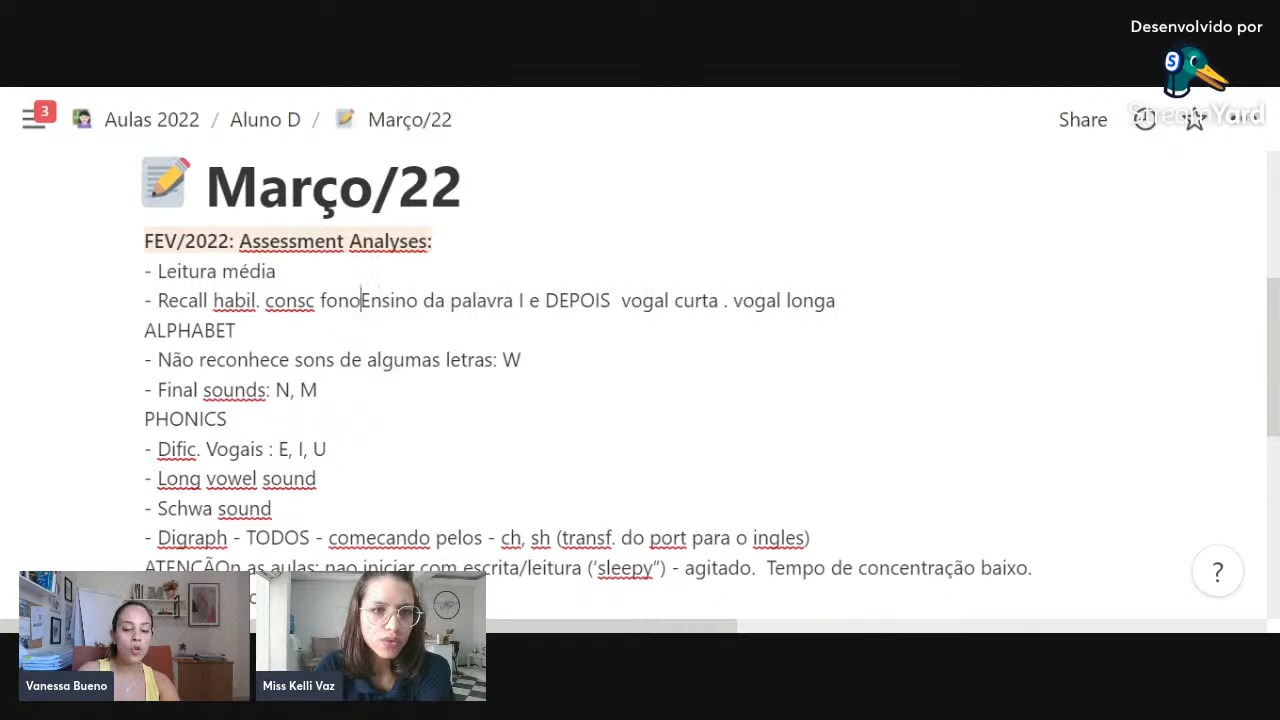 Desenvolvido por
StreamYard
3
Aulas 2022 / Aluno D / Março/22
Share
Março/22
FEV/2022: Assessment Analyses:
- Leitura média
- Recall habil. consc fonoEnsino da palavra I e DEPOIS vogal curta . vogal longa
ALPHABET
- Não reconhece sons de algumas letras: W
- Final sounds: N, M
PHONICS
- Dific. Vogais : E, I, U
- Long vowel sound
- Schwa sound
- Digraph - TODOS - comecando pelos - ch, sh (transf. do port para o ingles)
ATENÇÃOn as aulas: nao iniciar com escrita/leitura (‘sleepy”) - agitado. Tempo de concentração baixo.
?
Vanessa Bueno
Miss Kelli Vaz